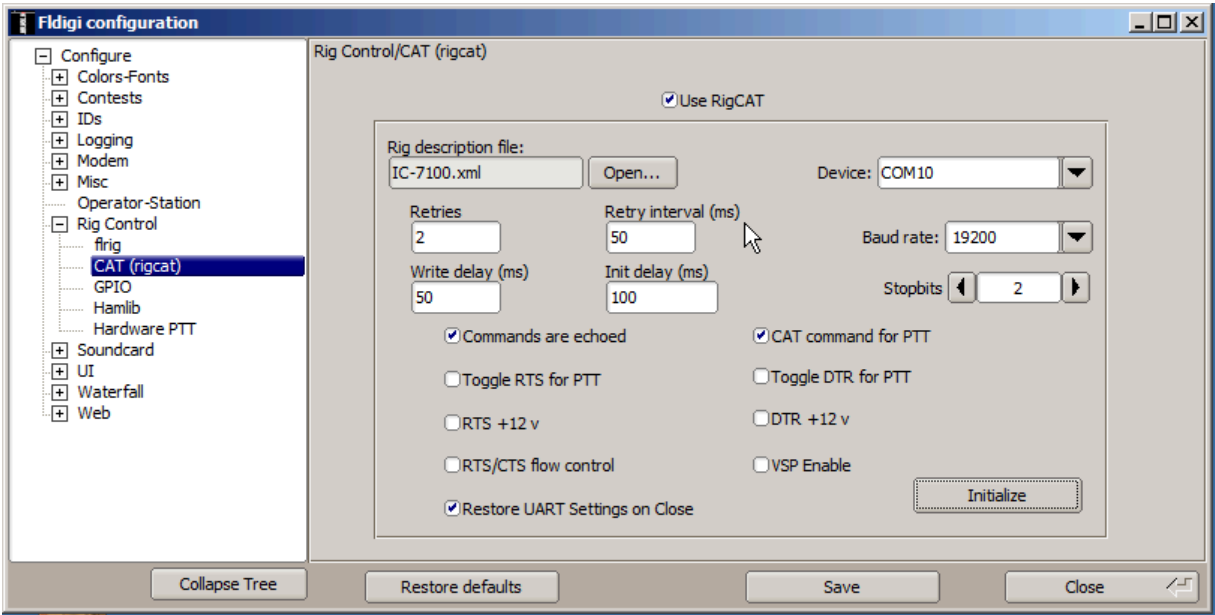 Fldigi configuration
Configure
Colors-Fonts
Contests
IDs
Logging
Modem
Misc
Operator-Station
Rig Control
flrig
CAT (rigcat)
GPIO
Hamlib
Hardware PTT
Soundcard
UI
Waterfall
Web
Collapse Tree
Rig Control/CAT (rigcat)
Use RigCAT
Rig description file:
IC-7100.xml Open... Device: COM10
Retries Retry interval (ms)
2 50 Baud rate: 19200
Write delay (ms) Init delay (ms)
50 100 Stopbits 2
Commands are echoed CAT command for PTT
Toggle RTS for PTT Toggle DTR for PTT
RTS +12 v DTR +12 v
RTS/CTS flow control VSP Enable
Restore UART Settings on Close Initialize
Restore defaults Save Close